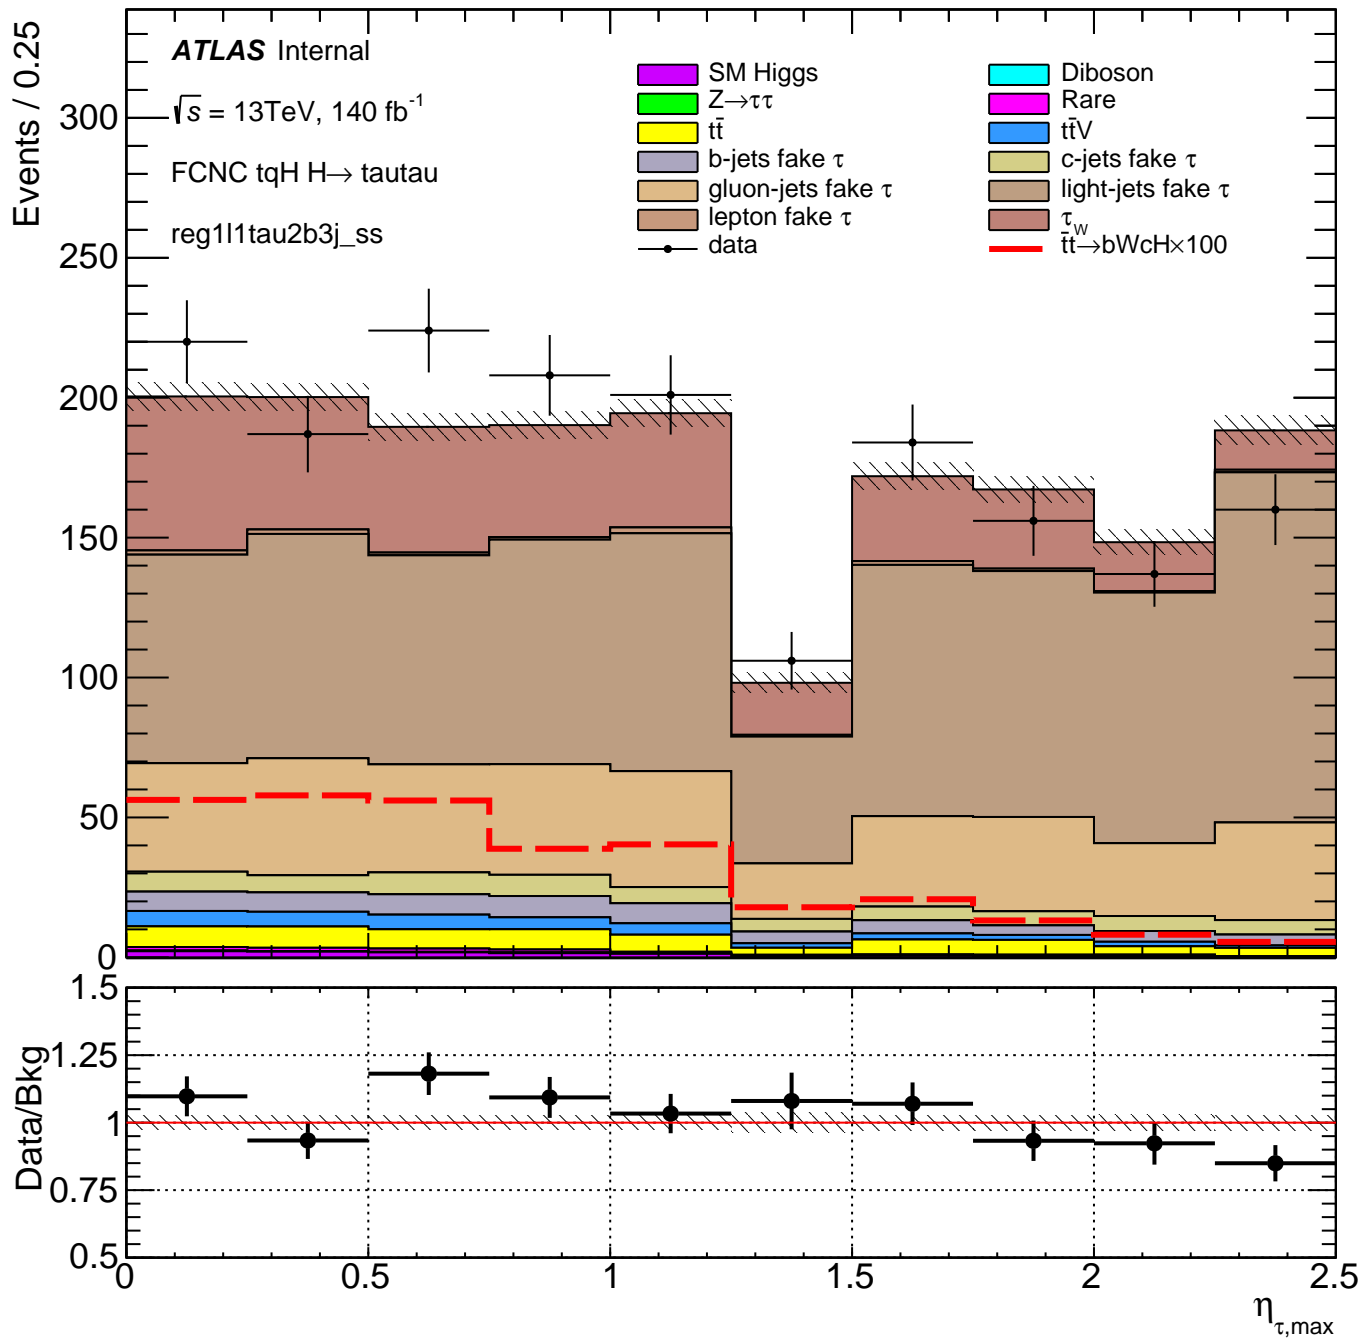 Events / 0.25
ATLAS Internal
√s = 13TeV, 140 fb⁻¹
FCNC tqH H→ tautau
reg1l1tau2b3j_ss
SM Higgs
Z→ττ
tt̄
b-jets fake τ
gluon-jets fake τ
lepton fake τ
data
Diboson
Rare
tt̄V
c-jets fake τ
light-jets fake τ
τ_W
t̄t→bWcH×100
300
250
200
150
100
50
0
Data/Bkg
1.5
1.25
1
0.75
0.5
0 0.5 1 1.5 2 2.5
η_τ,max